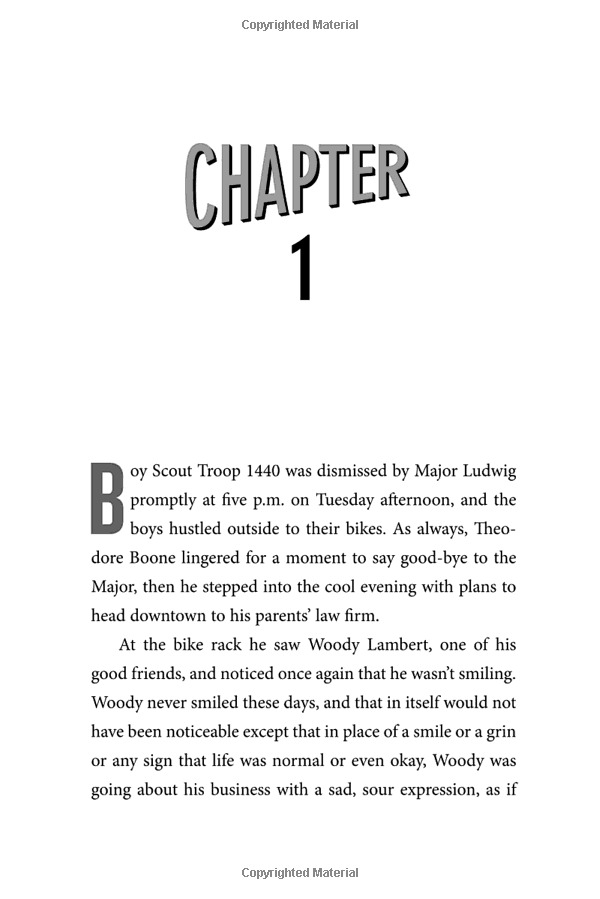 Copyrighted Material
CHAPTER
1
Boy Scout Troop 1440 was dismissed by Major Ludwig
promptly at five p.m. on Tuesday afternoon, and the
boys hustled outside to their bikes. As always, Theo-
dore Boone lingered for a moment to say good-bye to the
Major, then he stepped into the cool evening with plans to
head downtown to his parents’ law firm.
At the bike rack he saw Woody Lambert, one of his
good friends, and noticed once again that he wasn’t smiling.
Woody never smiled these days, and that in itself would not
have been noticeable except that in place of a smile or a grin
or any sign that life was normal or even okay, Woody was
going about his business with a sad, sour expression, as if
Copyrighted Material